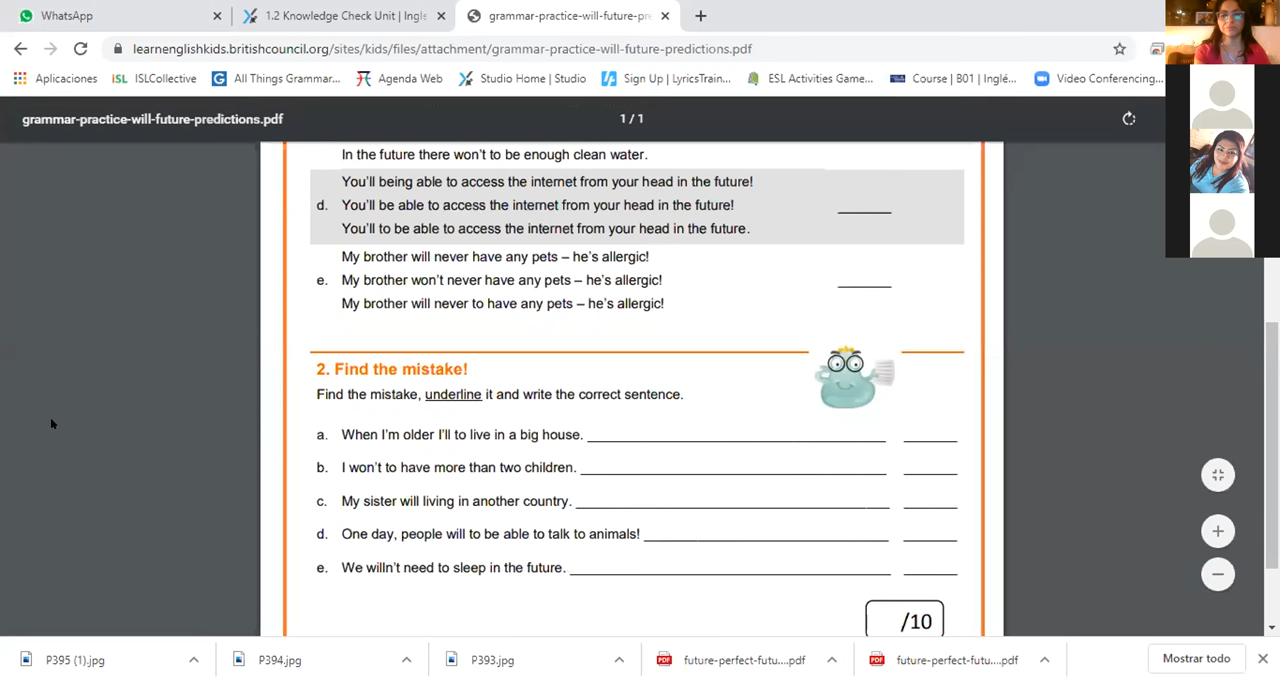 WhatsApp
1.2 Knowledge Check Unit | Ingle
grammar-practice-will-future-pre
learnenglishkids.britishcouncil.org/sites/kids/files/attachment/grammar-practice-will-future-predictions.pdf
Aplicaciones
ISL ISLCollective
All Things Grammar...
Agenda Web
Studio Home | Studio
Sign Up | LyricsTrain...
ESL Activities Game...
Course | B01 | Inglé...
Video Conferencing...
grammar-practice-will-future-predictions.pdf
1 / 1
In the future there won't to be enough clean water.
You'll being able to access the internet from your head in the future!
d. You'll be able to access the internet from your head in the future!
You'll to be able to access the internet from your head in the future.
My brother will never have any pets – he's allergic!
e. My brother won't never have any pets – he's allergic!
My brother will never to have any pets – he's allergic!
2. Find the mistake!
Find the mistake, underline it and write the correct sentence.
a. When I'm older I'll to live in a big house.
b. I won't to have more than two children.
c. My sister will living in another country.
d. One day, people will to be able to talk to animals!
e. We willn't need to sleep in the future.
/10
P395 (1).jpg
P394.jpg
P393.jpg
future-perfect-futu....pdf
future-perfect-futu....pdf
Mostrar todo